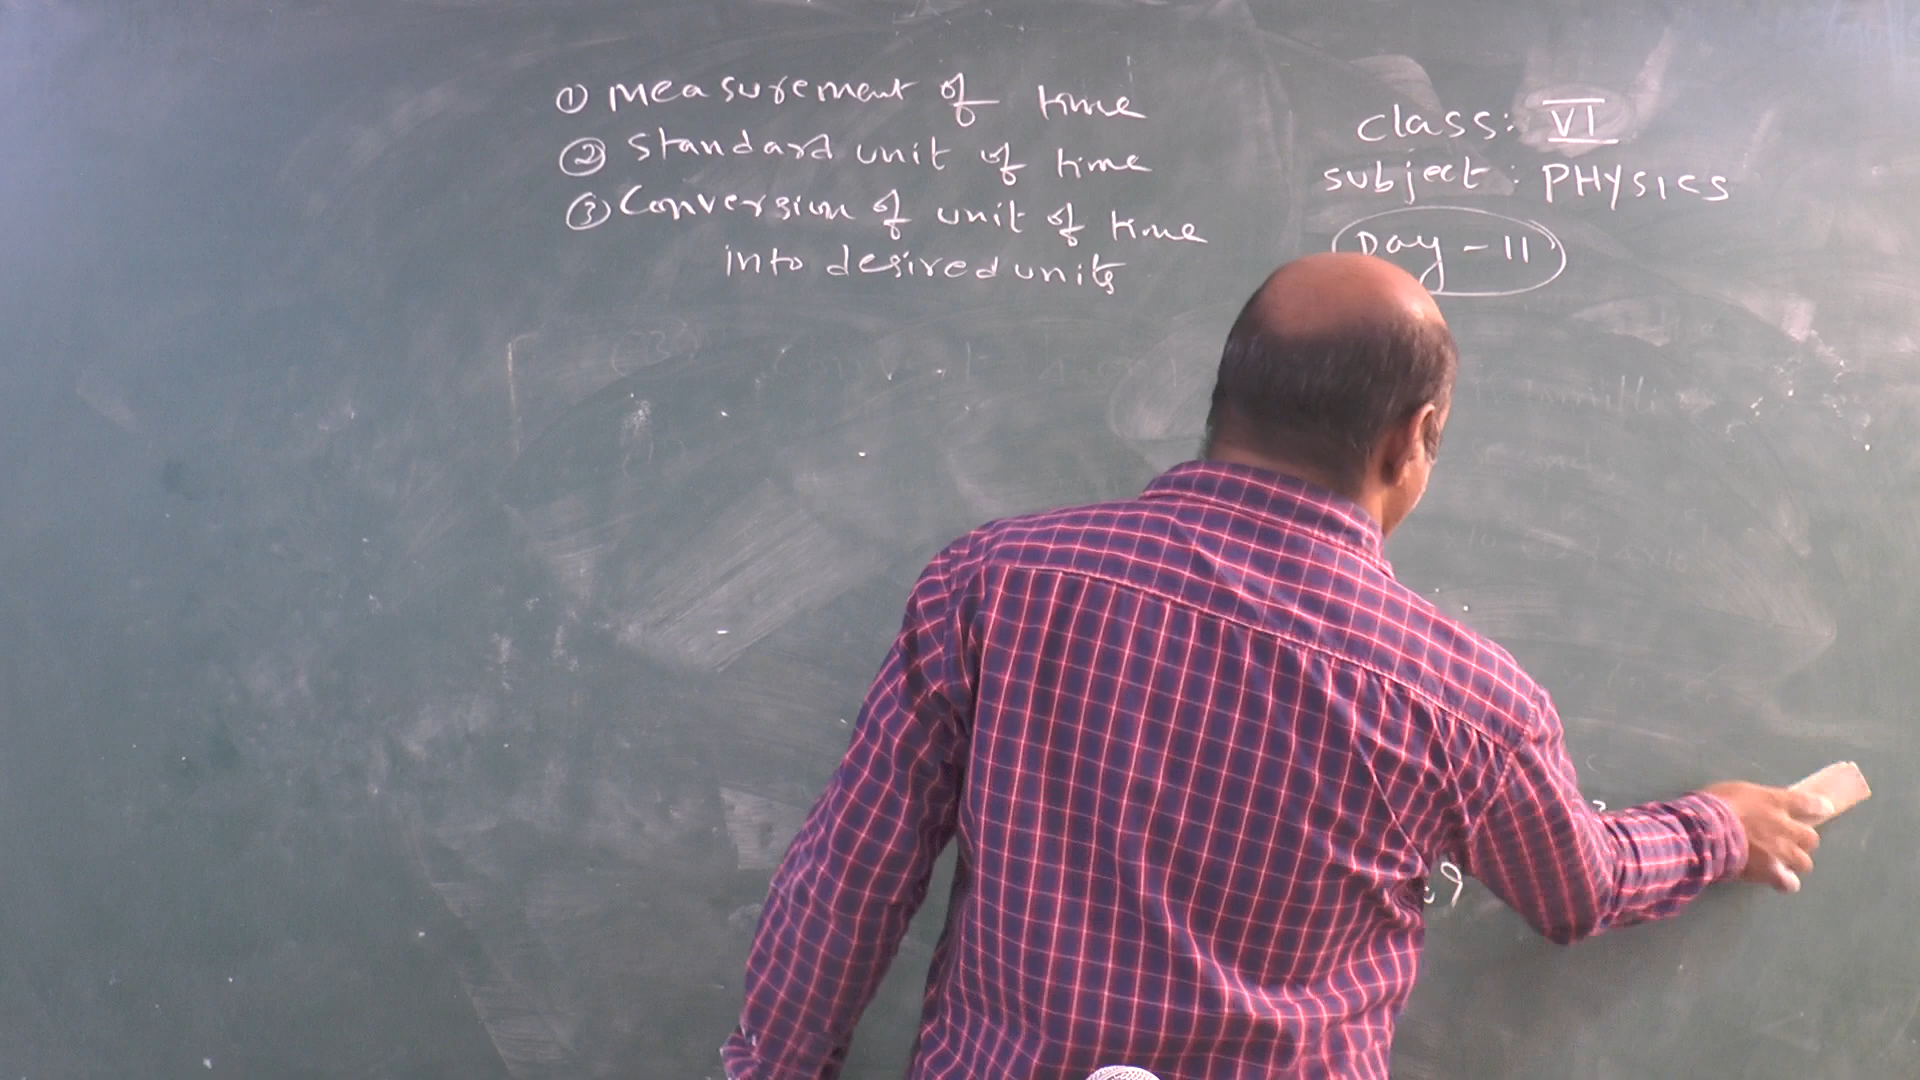 ① Measurement of time
② Standard unit of time
③ Conversion of unit of time
into desired units
class: VI
subject: PHYSICS
Day - 11